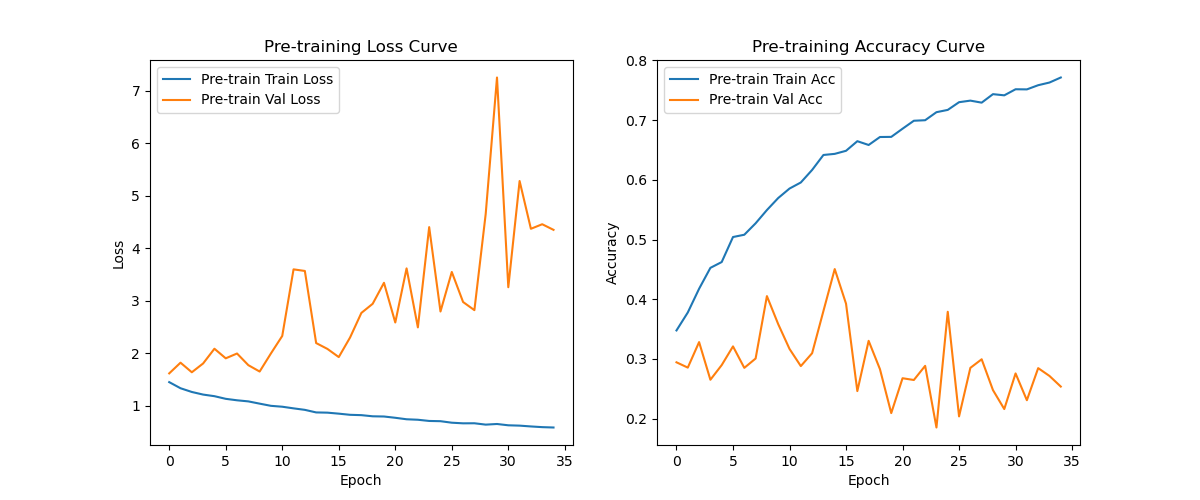 Pre-training Loss Curve
Pre-train Train Loss
Pre-train Val Loss
7
6
5
4
3
2
1
Loss
0 5 10 15 20 25 30 35
Epoch
Pre-training Accuracy Curve
Pre-train Train Acc
Pre-train Val Acc
0.8
0.7
0.6
0.5
0.4
0.3
0.2
Accuracy
0 5 10 15 20 25 30 35
Epoch